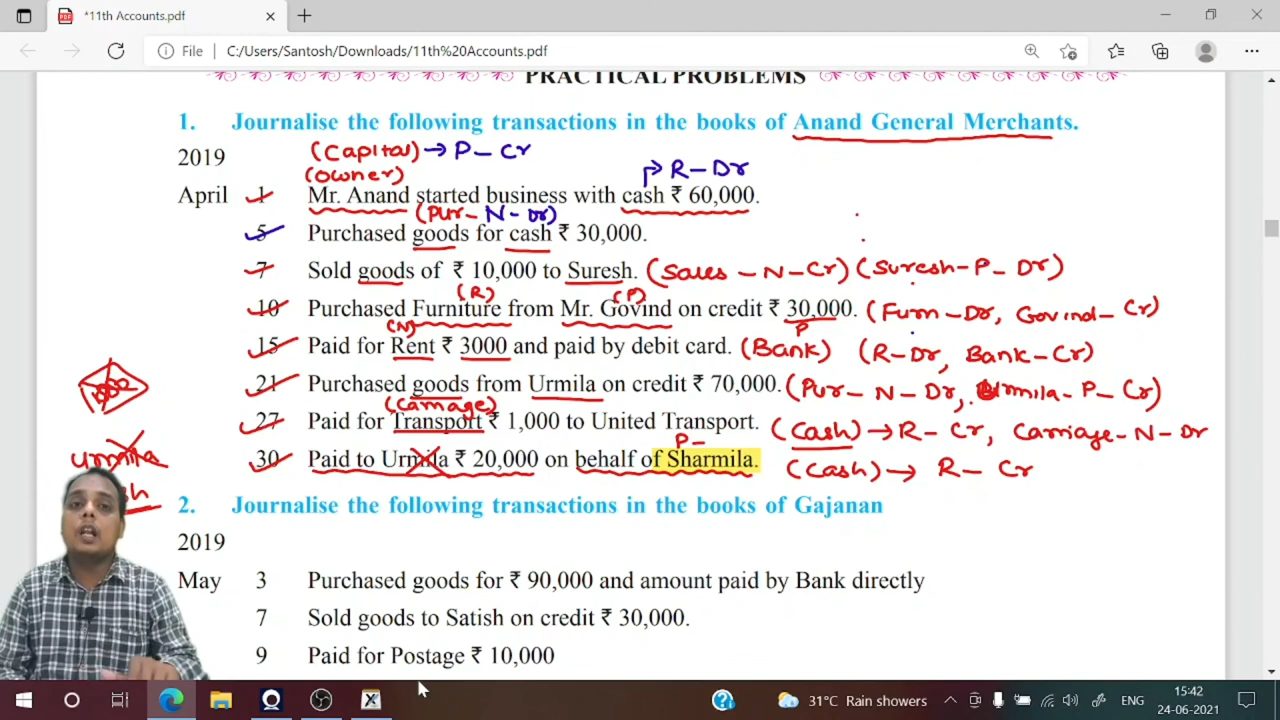 *11th Accounts.pdf
File C:/Users/Santosh/Downloads/11th%20Accounts.pdf
PRACTICAL PROBLEMS
1. Journalise the following transactions in the books of Anand General Merchants.
2019 (Capital) → P - Cr
(owner) R - Dr
April 1 Mr. Anand started business with cash ₹ 60,000.
(Pur - N - Dr)
5 Purchased goods for cash ₹ 30,000.
7 Sold goods of ₹ 10,000 to Suresh. (Sales - N - Cr) (Suresh - P - Dr)
(R) (P)
10 Purchased Furniture from Mr. Govind on credit ₹ 30,000. (Furn - Dr, Govind - Cr)
(N) P
15 Paid for Rent ₹ 3000 and paid by debit card. (Bank) (R - Dr, Bank - Cr)
21 Purchased goods from Urmila on credit ₹ 70,000. (Pur - N - Dr, Urmila - P - Cr)
(Carriage)
27 Paid for Transport ₹ 1,000 to United Transport. (Cash) → R - Cr, Carriage - N - Dr
P -
urmila 30 Paid to Urmila ₹ 20,000 on behalf of Sharmila. (Cash) → R - Cr
2. Journalise the following transactions in the books of Gajanan
2019
May 3 Purchased goods for ₹ 90,000 and amount paid by Bank directly
7 Sold goods to Satish on credit ₹ 30,000.
9 Paid for Postage ₹ 10,000
31°C Rain showers ENG 15:42
24-06-2021